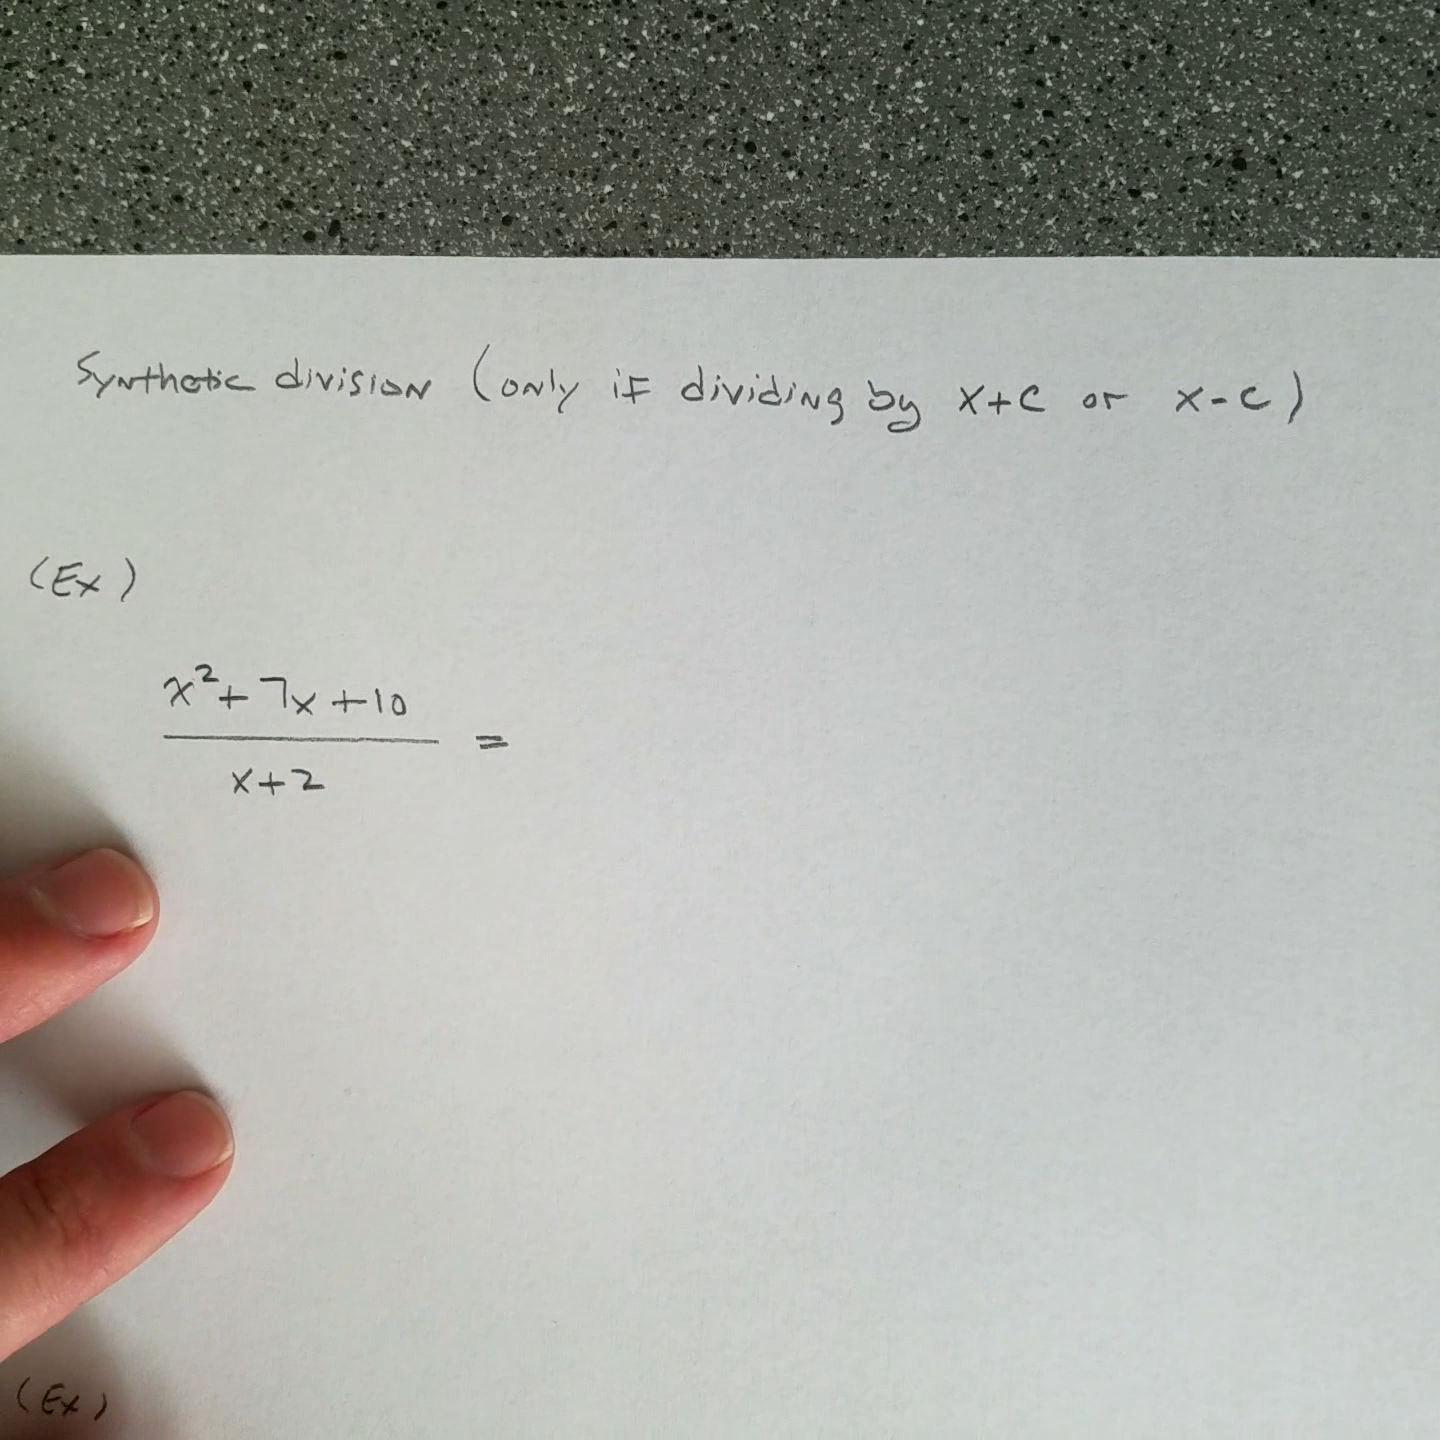 Synthetic division (only if dividing by x+c or x-c)
(Ex)
x²+7x+10
x+2
=
(Ex)